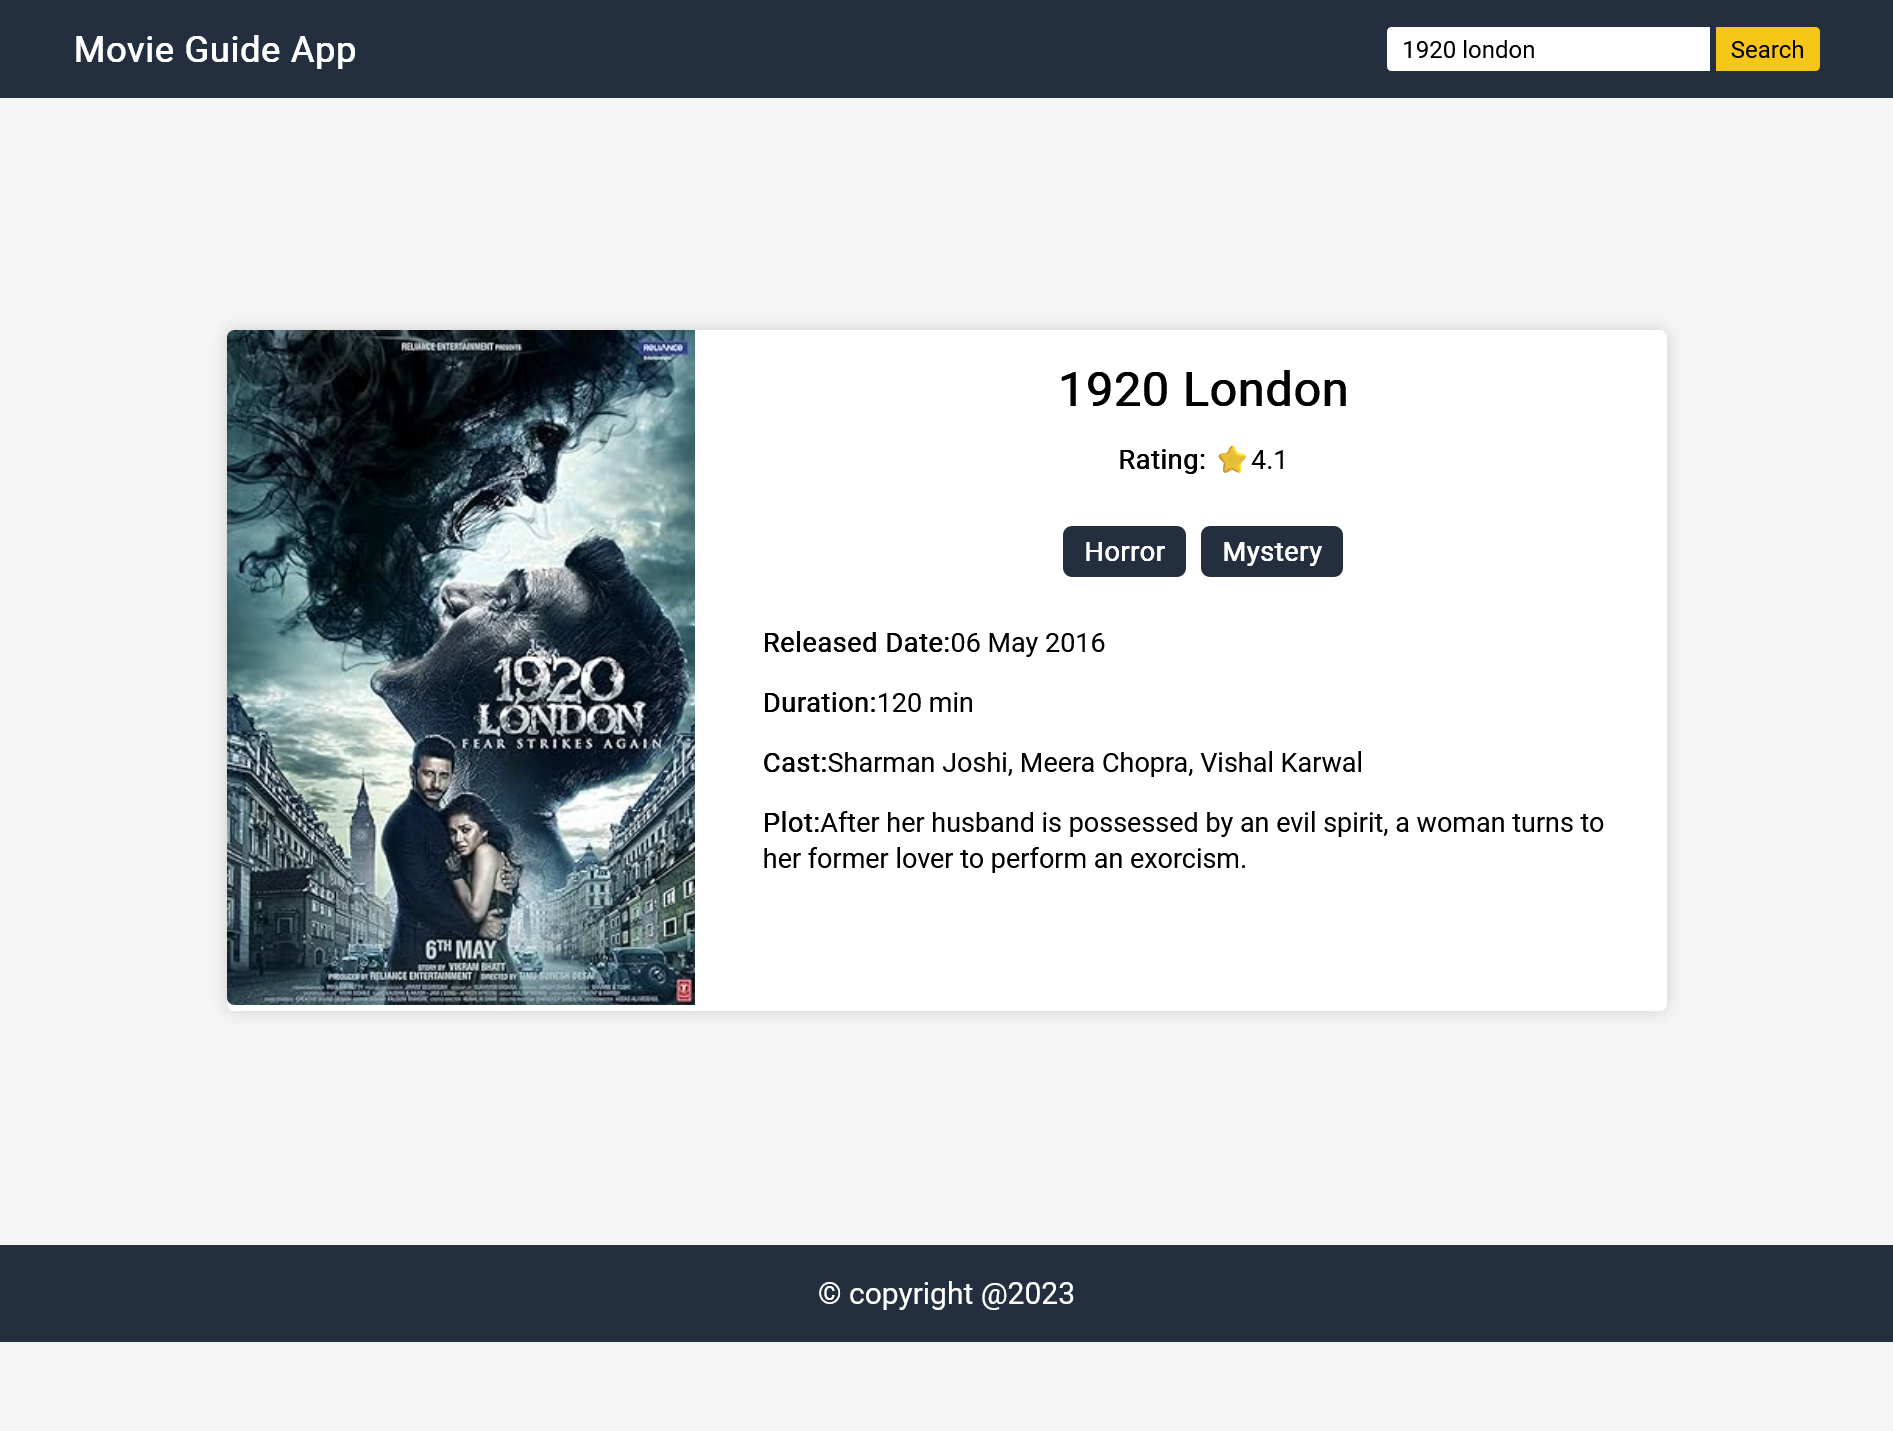 Movie Guide App
1920 london
Search
RELIANCE ENTERTAINMENT PRESENTS
RELIANCE
Entertainment
1920
LONDON
FEAR STRIKES AGAIN
6TH MAY
STORY BY VIKRAM BHATT
PRODUCED BY RELIANCE ENTERTAINMENT DIRECTED BY TINU SURESH DESAI
T
1920 London
Rating: ⭐4.1
Horror
Mystery
Released Date:06 May 2016
Duration:120 min
Cast:Sharman Joshi, Meera Chopra, Vishal Karwal
Plot:After her husband is possessed by an evil spirit, a woman turns to
her former lover to perform an exorcism.
© copyright @2023